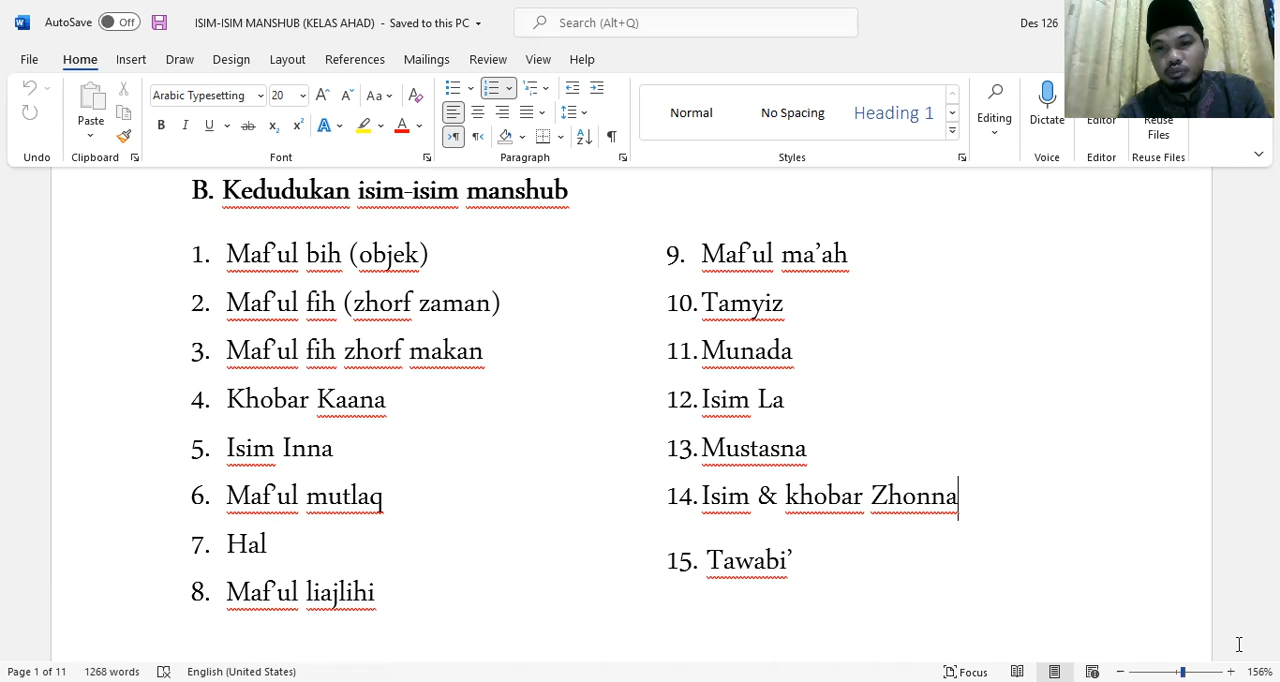 AutoSave Off ISIM-ISIM MANSHUB (KELAS AHAD) - Saved to this PC Search (Alt+Q) Des 126
File Home Insert Draw Design Layout References Mailings Review View Help
Arabic Typesetting 20 Aa
Paste Normal No Spacing Heading 1 Editing Dictate Editor Reuse Files
Undo Clipboard Font Paragraph Styles Voice Editor Reuse Files
B. Kedudukan isim-isim manshub
1. Maf'ul bih (objek)
2. Maf'ul fih (zhorf zaman)
3. Maf'ul fih zhorf makan
4. Khobar Kaana
5. Isim Inna
6. Maf'ul mutlaq
7. Hal
8. Maf'ul liajlihi
9. Maf'ul ma’ah
10. Tamyiz
11. Munada
12. Isim La
13. Mustasna
14. Isim & khobar Zhonna
15. Tawabi’
Page 1 of 11 1268 words English (United States) Focus 156%